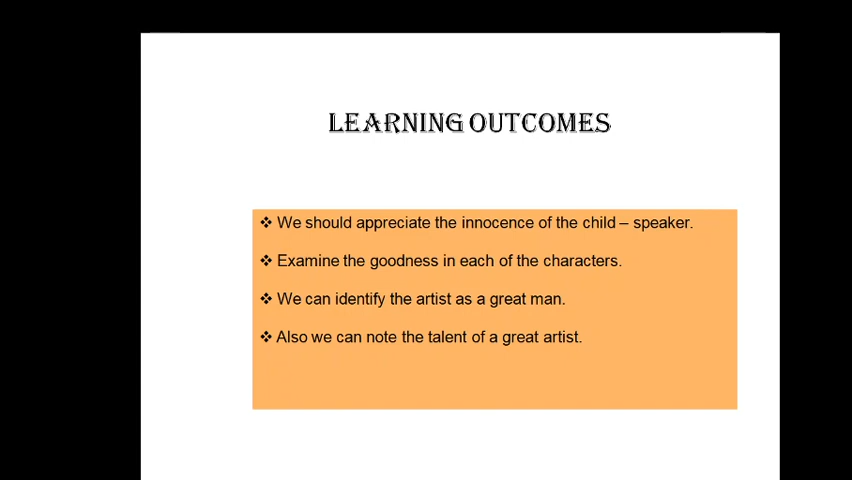 LEARNING OUTCOMES
❖ We should appreciate the innocence of the child – speaker.
❖ Examine the goodness in each of the characters.
❖ We can identify the artist as a great man.
❖ Also we can note the talent of a great artist.